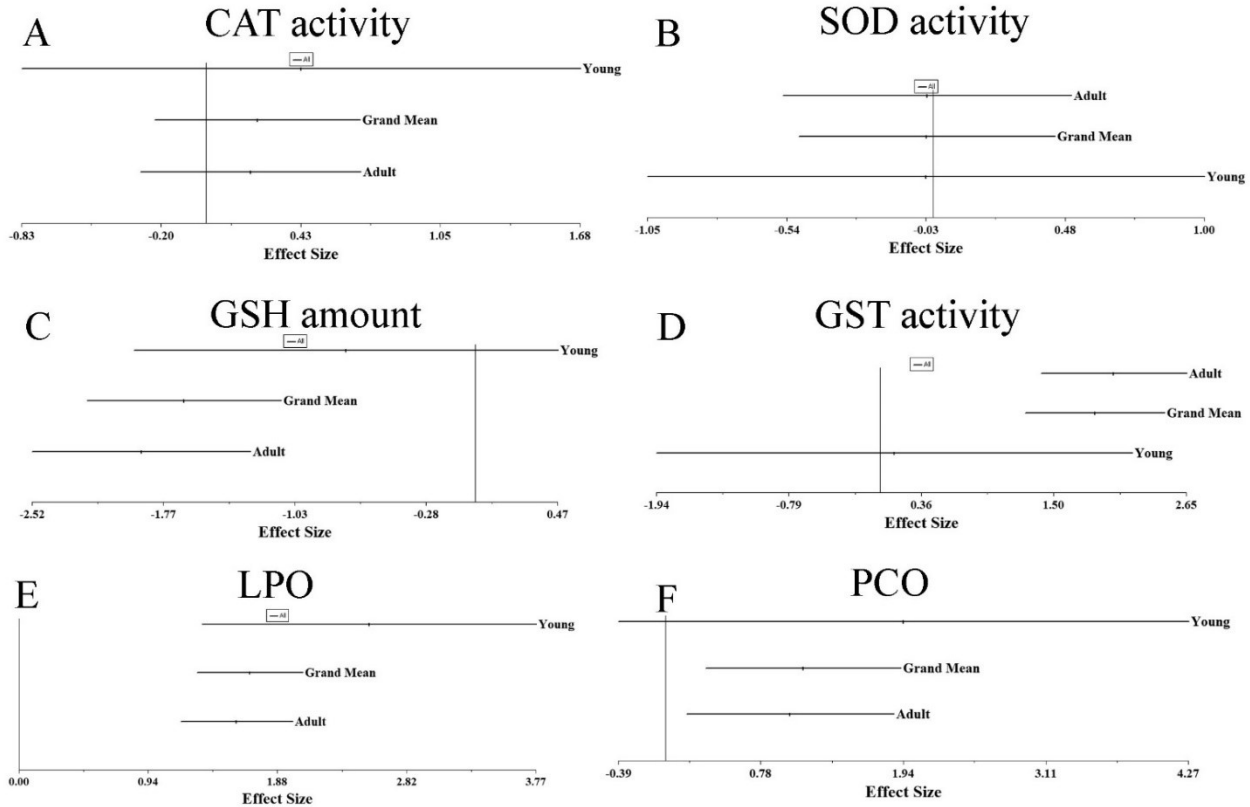 A
CAT activity
All
Young
Grand Mean
Adult
-0.83 -0.20 0.43 1.05 1.68
Effect Size
B
SOD activity
All
Adult
Grand Mean
Young
-1.05 -0.54 -0.03 0.48 1.00
Effect Size
C
GSH amount
All
Young
Grand Mean
Adult
-2.52 -1.77 -1.03 -0.28 0.47
Effect Size
D
GST activity
All
Adult
Grand Mean
Young
-1.94 -0.79 0.36 1.50 2.65
Effect Size
E
LPO
All
Young
Grand Mean
Adult
0.00 0.94 1.88 2.82 3.77
Effect Size
F
PCO
All
Young
Grand Mean
Adult
-0.39 0.78 1.94 3.11 4.27
Effect Size